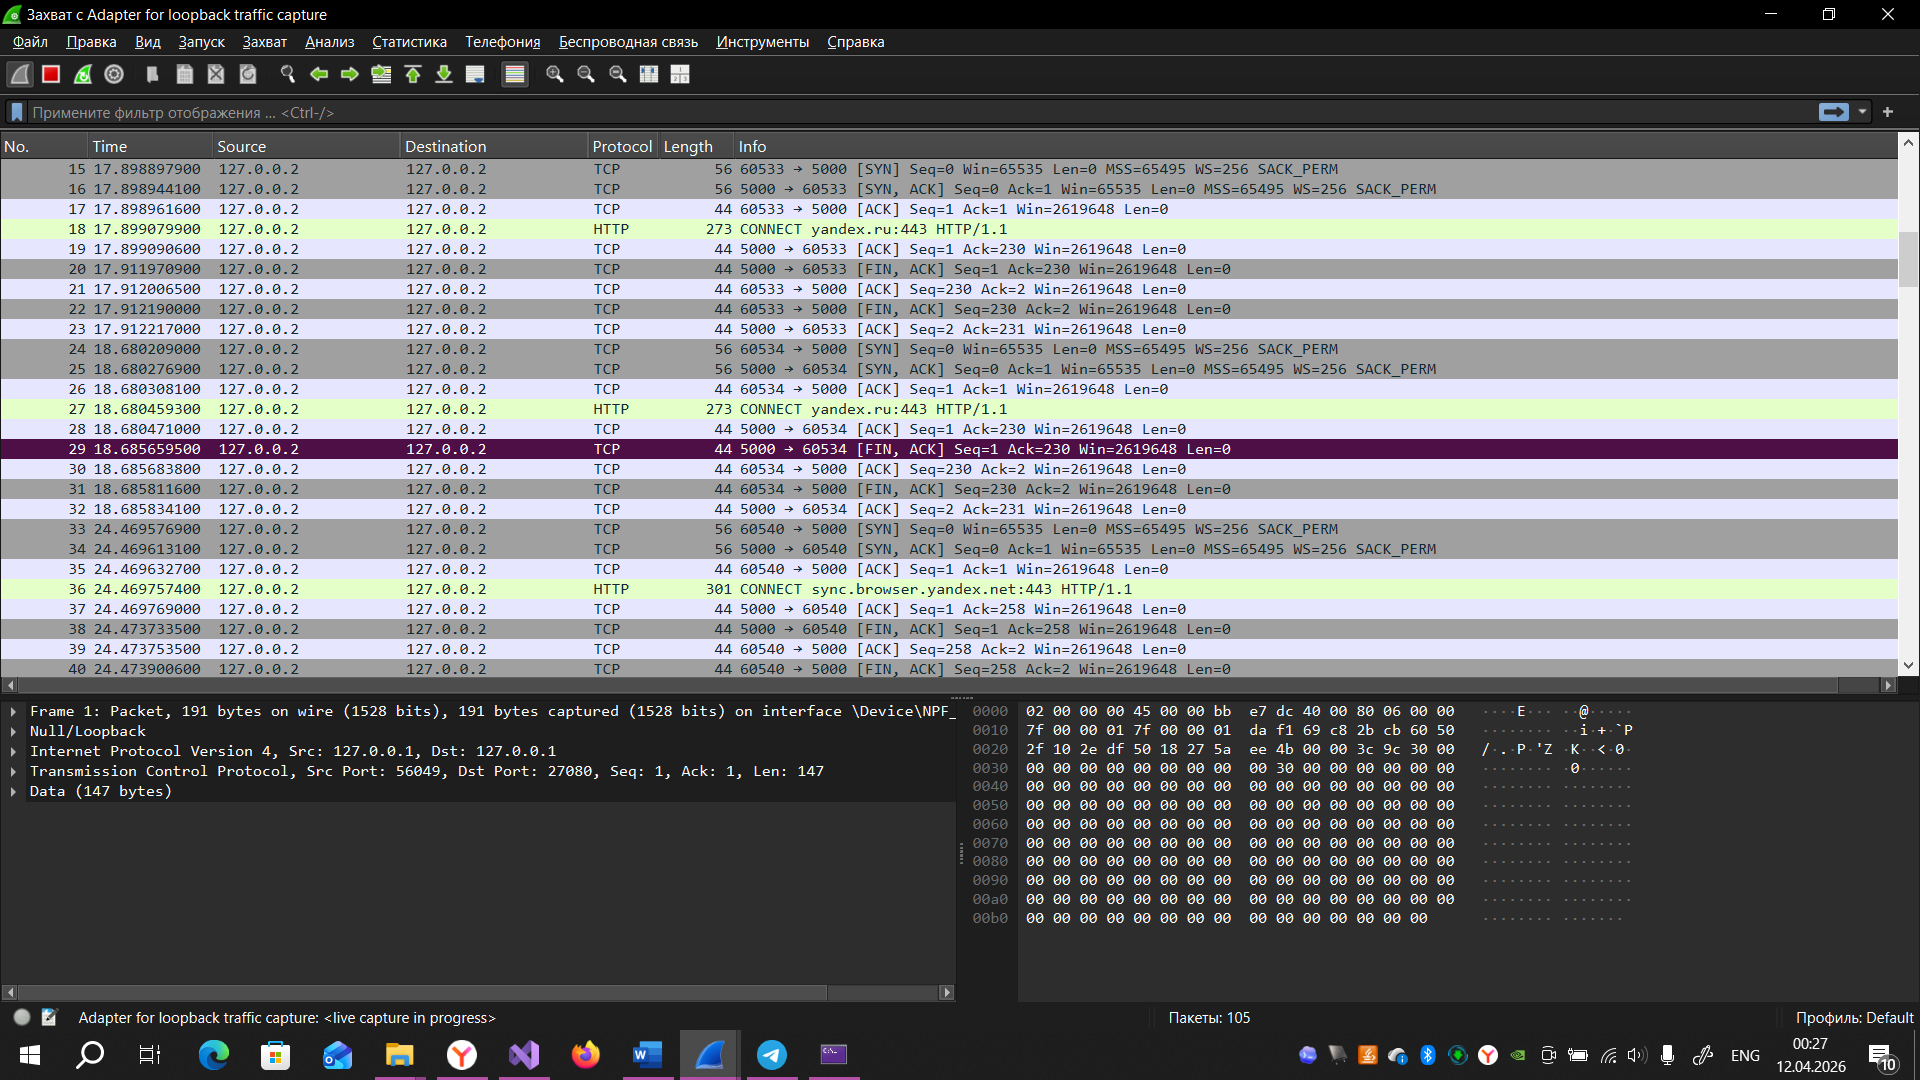 Захват с Adapter for loopback traffic capture
Файл Правка Вид Запуск Захват Анализ Статистика Телефония Беспроводная связь Инструменты Справка
Примените фильтр отображения ... <Ctrl-/>
No. Time Source Destination Protocol Length Info
15 17.898897900 127.0.0.2 127.0.0.2 TCP 56 60533 → 5000 [SYN] Seq=0 Win=65535 Len=0 MSS=65495 WS=256 SACK_PERM
16 17.898944100 127.0.0.2 127.0.0.2 TCP 56 5000 → 60533 [SYN, ACK] Seq=0 Ack=1 Win=65535 Len=0 MSS=65495 WS=256 SACK_PERM
17 17.898961600 127.0.0.2 127.0.0.2 TCP 44 60533 → 5000 [ACK] Seq=1 Ack=1 Win=2619648 Len=0
18 17.899079900 127.0.0.2 127.0.0.2 HTTP 273 CONNECT yandex.ru:443 HTTP/1.1
19 17.899090600 127.0.0.2 127.0.0.2 TCP 44 5000 → 60533 [ACK] Seq=1 Ack=230 Win=2619648 Len=0
20 17.911970900 127.0.0.2 127.0.0.2 TCP 44 5000 → 60533 [FIN, ACK] Seq=1 Ack=230 Win=2619648 Len=0
21 17.912006500 127.0.0.2 127.0.0.2 TCP 44 60533 → 5000 [ACK] Seq=230 Ack=2 Win=2619648 Len=0
22 17.912190000 127.0.0.2 127.0.0.2 TCP 44 60533 → 5000 [FIN, ACK] Seq=230 Ack=2 Win=2619648 Len=0
23 17.912217000 127.0.0.2 127.0.0.2 TCP 44 5000 → 60533 [ACK] Seq=2 Ack=231 Win=2619648 Len=0
24 18.680209000 127.0.0.2 127.0.0.2 TCP 56 60534 → 5000 [SYN] Seq=0 Win=65535 Len=0 MSS=65495 WS=256 SACK_PERM
25 18.680276900 127.0.0.2 127.0.0.2 TCP 56 5000 → 60534 [SYN, ACK] Seq=0 Ack=1 Win=65535 Len=0 MSS=65495 WS=256 SACK_PERM
26 18.680308100 127.0.0.2 127.0.0.2 TCP 44 60534 → 5000 [ACK] Seq=1 Ack=1 Win=2619648 Len=0
27 18.680459300 127.0.0.2 127.0.0.2 HTTP 273 CONNECT yandex.ru:443 HTTP/1.1
28 18.680471000 127.0.0.2 127.0.0.2 TCP 44 5000 → 60534 [ACK] Seq=1 Ack=230 Win=2619648 Len=0
29 18.685659500 127.0.0.2 127.0.0.2 TCP 44 5000 → 60534 [FIN, ACK] Seq=1 Ack=230 Win=2619648 Len=0
30 18.685683800 127.0.0.2 127.0.0.2 TCP 44 60534 → 5000 [ACK] Seq=230 Ack=2 Win=2619648 Len=0
31 18.685811600 127.0.0.2 127.0.0.2 TCP 44 60534 → 5000 [FIN, ACK] Seq=230 Ack=2 Win=2619648 Len=0
32 18.685834100 127.0.0.2 127.0.0.2 TCP 44 5000 → 60534 [ACK] Seq=2 Ack=231 Win=2619648 Len=0
33 24.469576900 127.0.0.2 127.0.0.2 TCP 56 60540 → 5000 [SYN] Seq=0 Win=65535 Len=0 MSS=65495 WS=256 SACK_PERM
34 24.469613100 127.0.0.2 127.0.0.2 TCP 56 5000 → 60540 [SYN, ACK] Seq=0 Ack=1 Win=65535 Len=0 MSS=65495 WS=256 SACK_PERM
35 24.469632700 127.0.0.2 127.0.0.2 TCP 44 60540 → 5000 [ACK] Seq=1 Ack=1 Win=2619648 Len=0
36 24.469757400 127.0.0.2 127.0.0.2 HTTP 301 CONNECT sync.browser.yandex.net:443 HTTP/1.1
37 24.469769000 127.0.0.2 127.0.0.2 TCP 44 5000 → 60540 [ACK] Seq=1 Ack=258 Win=2619648 Len=0
38 24.473733500 127.0.0.2 127.0.0.2 TCP 44 5000 → 60540 [FIN, ACK] Seq=1 Ack=258 Win=2619648 Len=0
39 24.473753500 127.0.0.2 127.0.0.2 TCP 44 60540 → 5000 [ACK] Seq=258 Ack=2 Win=2619648 Len=0
40 24.473900600 127.0.0.2 127.0.0.2 TCP 44 60540 → 5000 [FIN, ACK] Seq=258 Ack=2 Win=2619648 Len=0
Frame 1: Packet, 191 bytes on wire (1528 bits), 191 bytes captured (1528 bits) on interface \Device\NPF_
Null/Loopback
Internet Protocol Version 4, Src: 127.0.0.1, Dst: 127.0.0.1
Transmission Control Protocol, Src Port: 56049, Dst Port: 27080, Seq: 1, Ack: 1, Len: 147
Data (147 bytes)
0000 02 00 00 00 45 00 00 bb e7 dc 40 00 80 06 00 00 ····E··· ··@·····
0010 7f 00 00 01 7f 00 00 01 da f1 69 c8 2b cb 60 50 ········ ··i·+·`P
0020 2f 10 2e df 50 18 27 5a ee 4b 00 00 3c 9c 30 00 /·.·P·'Z ·K··<·0·
0030 00 00 00 00 00 00 00 00 00 30 00 00 00 00 00 00 ········ ·0······
0040 00 00 00 00 00 00 00 00 00 00 00 00 00 00 00 00 ········ ········
0050 00 00 00 00 00 00 00 00 00 00 00 00 00 00 00 00 ········ ········
0060 00 00 00 00 00 00 00 00 00 00 00 00 00 00 00 00 ········ ········
0070 00 00 00 00 00 00 00 00 00 00 00 00 00 00 00 00 ········ ········
0080 00 00 00 00 00 00 00 00 00 00 00 00 00 00 00 00 ········ ········
0090 00 00 00 00 00 00 00 00 00 00 00 00 00 00 00 00 ········ ········
00a0 00 00 00 00 00 00 00 00 00 00 00 00 00 00 00 00 ········ ········
00b0 00 00 00 00 00 00 00 00 00 00 00 00 00 00 00 ········ ·······
Adapter for loopback traffic capture: <live capture in progress>
Пакеты: 105
Профиль: Default
ENG
00:27
12.04.2026
10